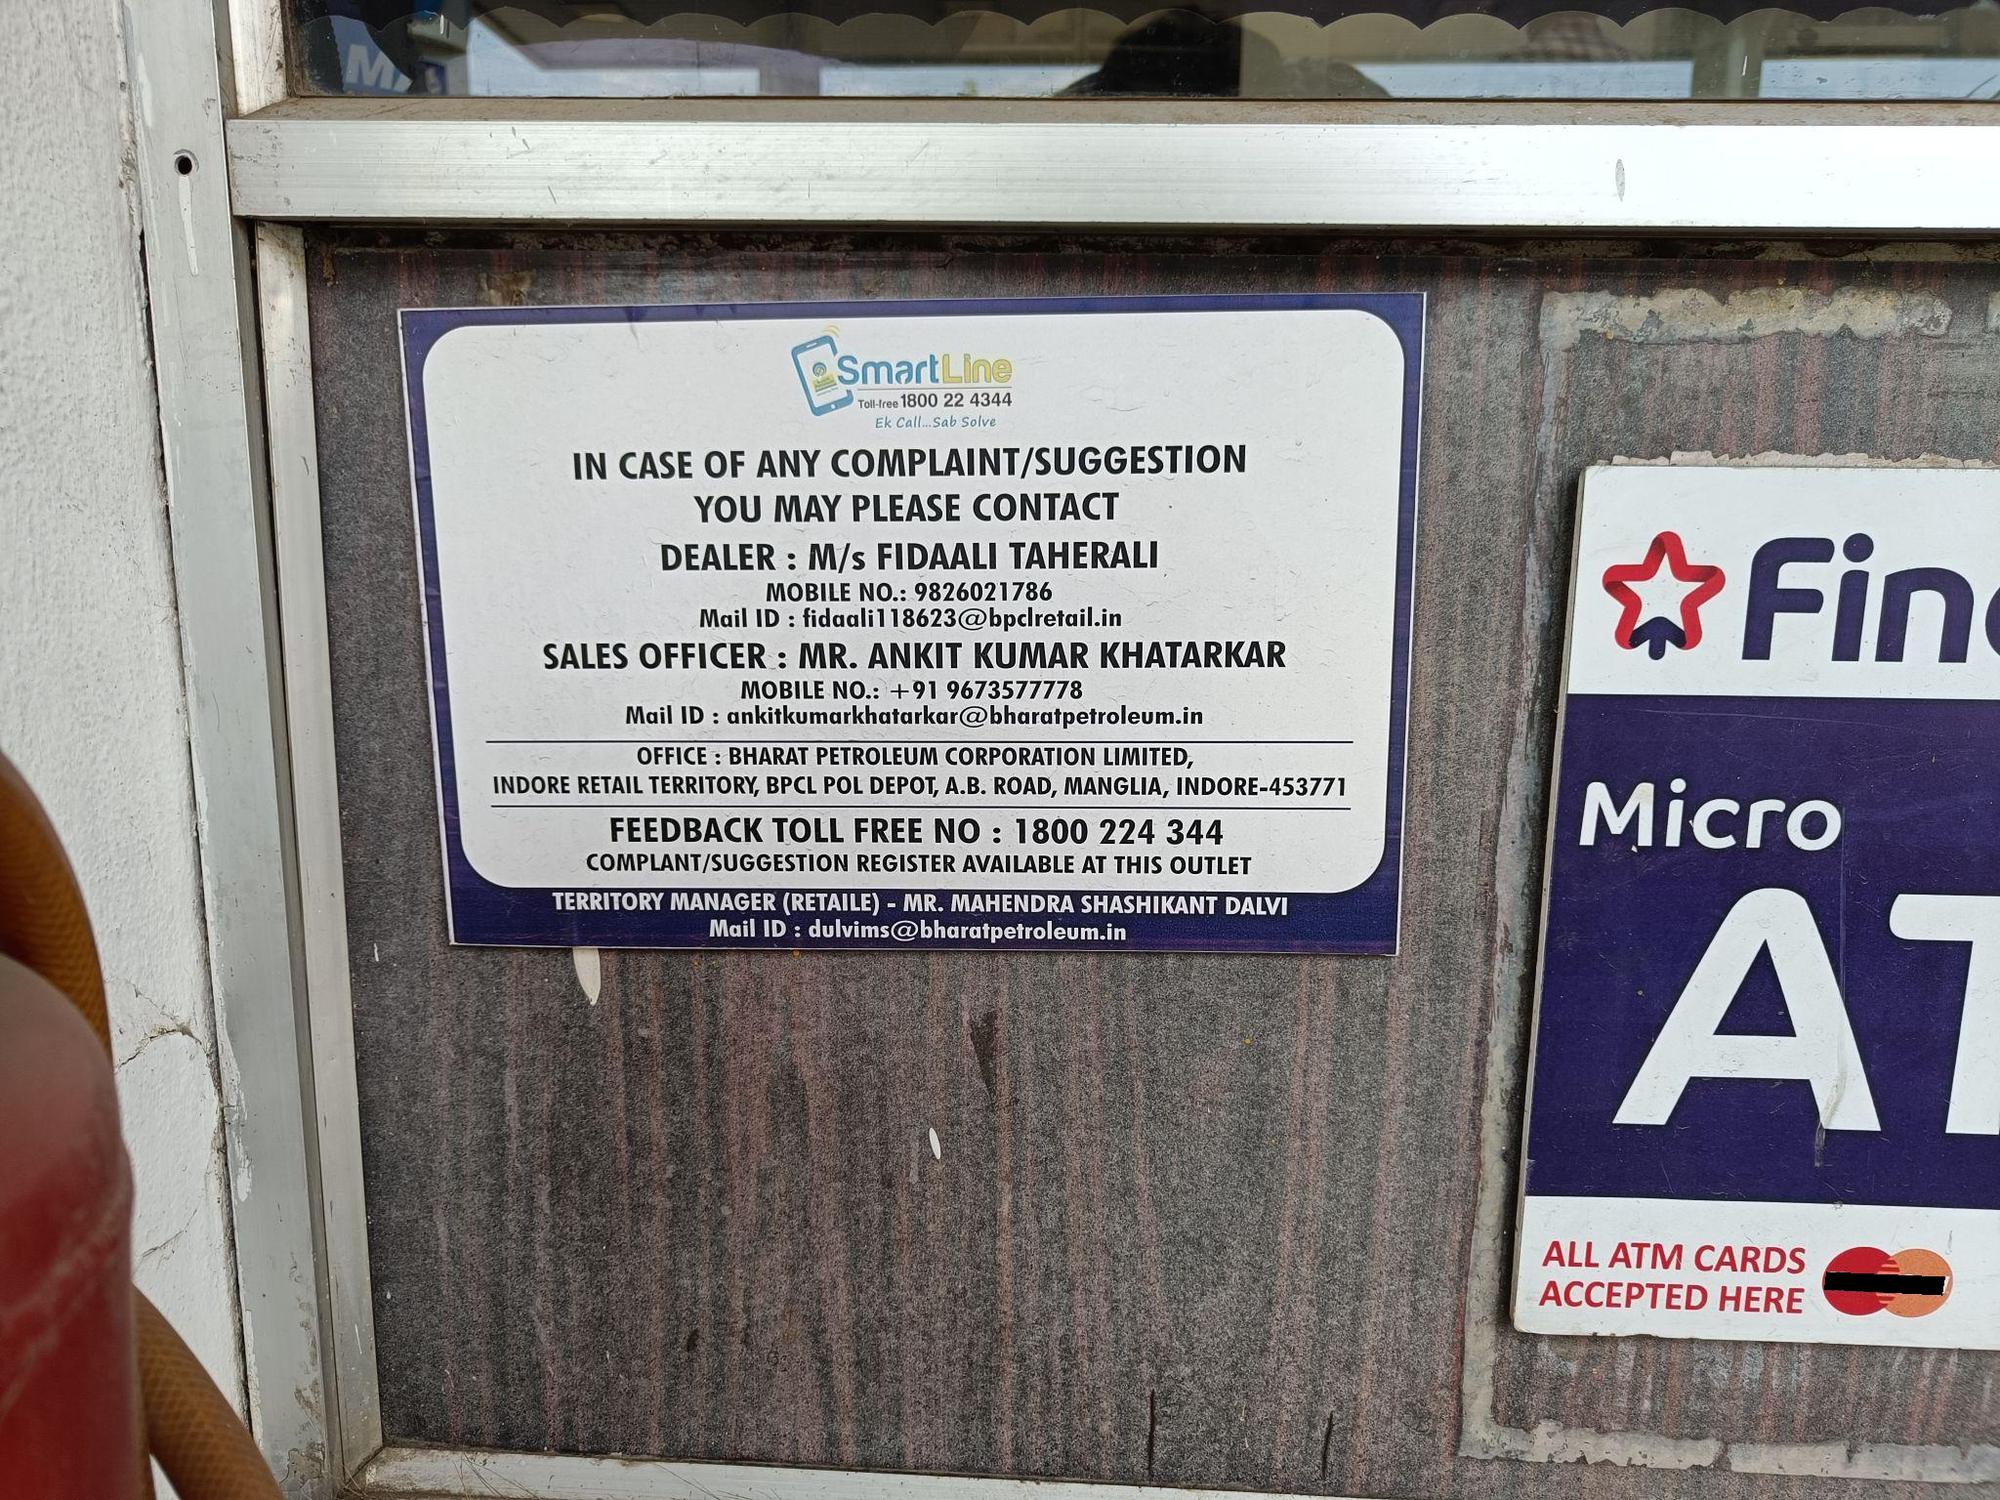 SmartLine
Toll-free 1800 22 4344
Ek Call...Sab Solve
IN CASE OF ANY COMPLAINT/SUGGESTION
YOU MAY PLEASE CONTACT
DEALER : M/s FIDAALI TAHERALI
MOBILE NO.: 9826021786
Mail ID : fidaali118623@bpclretail.in
SALES OFFICER : MR. ANKIT KUMAR KHATARKAR
MOBILE NO.: +91 9673577778
Mail ID : ankitkumarkhatarkar@bharatpetroleum.in
OFFICE : BHARAT PETROLEUM CORPORATION LIMITED,
INDORE RETAIL TERRITORY, BPCL POL DEPOT, A.B. ROAD, MANGLIA, INDORE-453771
FEEDBACK TOLL FREE NO : 1800 224 344
COMPLANT/SUGGESTION REGISTER AVAILABLE AT THIS OUTLET
TERRITORY MANAGER (RETAILE) - MR. MAHENDRA SHASHIKANT DALVI
Mail ID : dulvims@bharatpetroleum.in
Micro
ALL ATM CARDS
ACCEPTED HERE